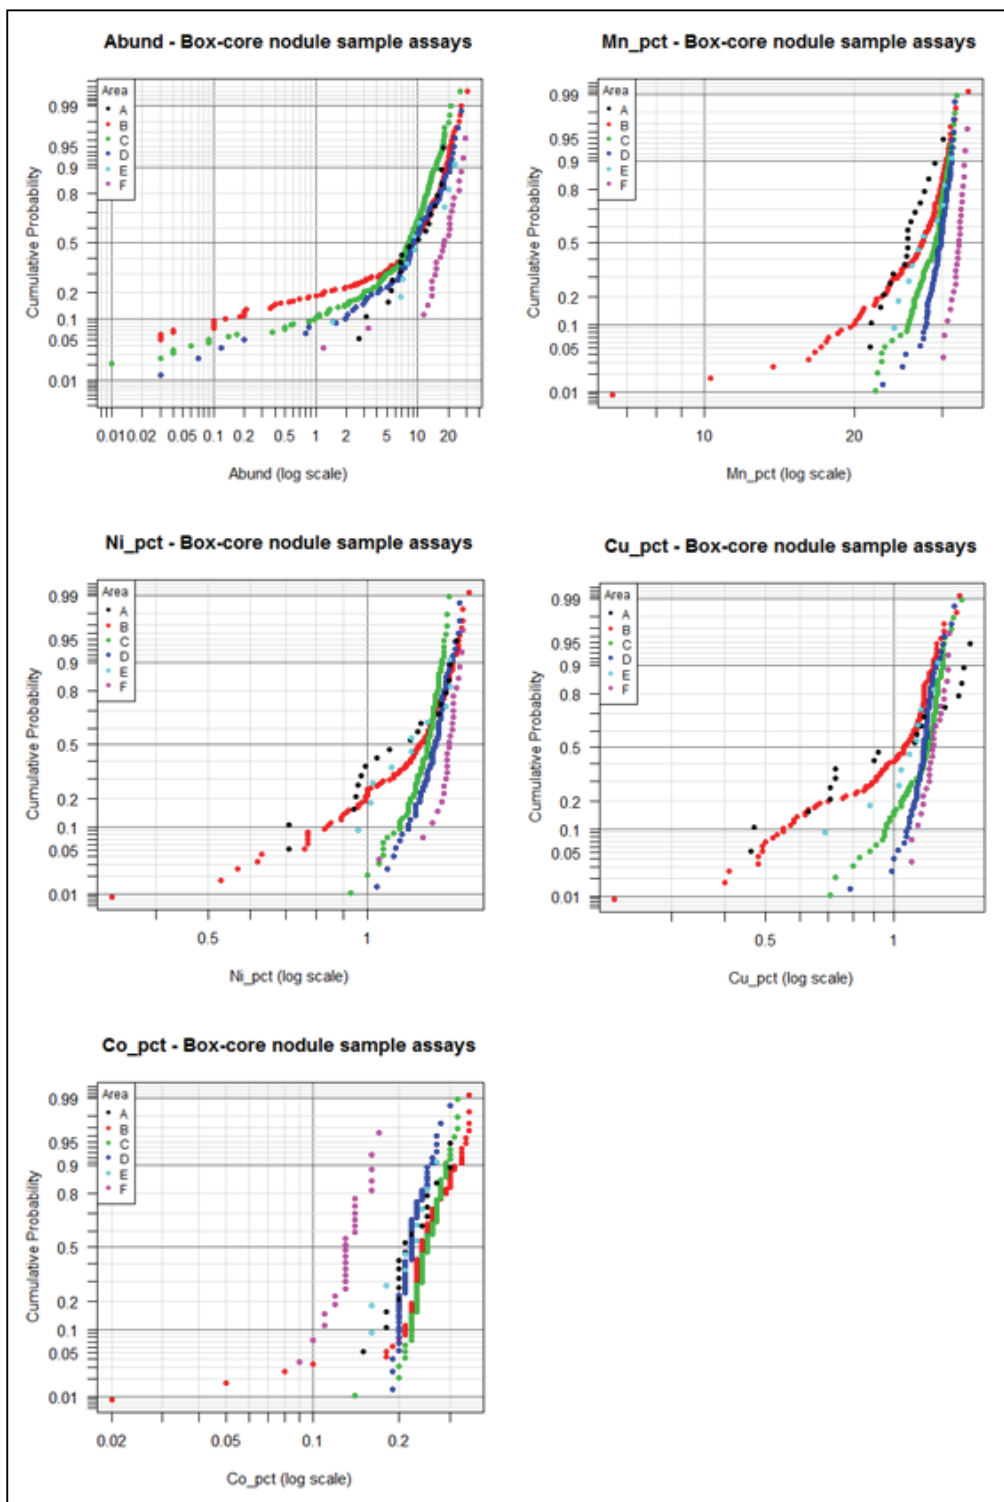 Abund - Box-core nodule sample assays
Cumulative Probability
0.99
0.95
0.9
0.8
0.5
0.2
0.1
0.05
0.01
Area
A
B
C
D
E
F
0.01 0.02 0.05 0.1 0.2 0.5 1 2 5 10 20
Abund (log scale)
Mn_pct - Box-core nodule sample assays
Cumulative Probability
0.99
0.95
0.9
0.8
0.5
0.2
0.1
0.05
0.01
Area
A
B
C
D
E
F
10 20
Mn_pct (log scale)
Ni_pct - Box-core nodule sample assays
Cumulative Probability
0.99
0.95
0.9
0.8
0.5
0.2
0.1
0.05
0.01
Area
A
B
C
D
E
F
0.5 1
Ni_pct (log scale)
Cu_pct - Box-core nodule sample assays
Cumulative Probability
0.99
0.95
0.9
0.8
0.5
0.2
0.1
0.05
0.01
Area
A
B
C
D
E
F
0.5 1
Cu_pct (log scale)
Co_pct - Box-core nodule sample assays
Cumulative Probability
0.99
0.95
0.9
0.8
0.5
0.2
0.1
0.05
0.01
Area
A
B
C
D
E
F
0.02 0.05 0.1 0.2
Co_pct (log scale)